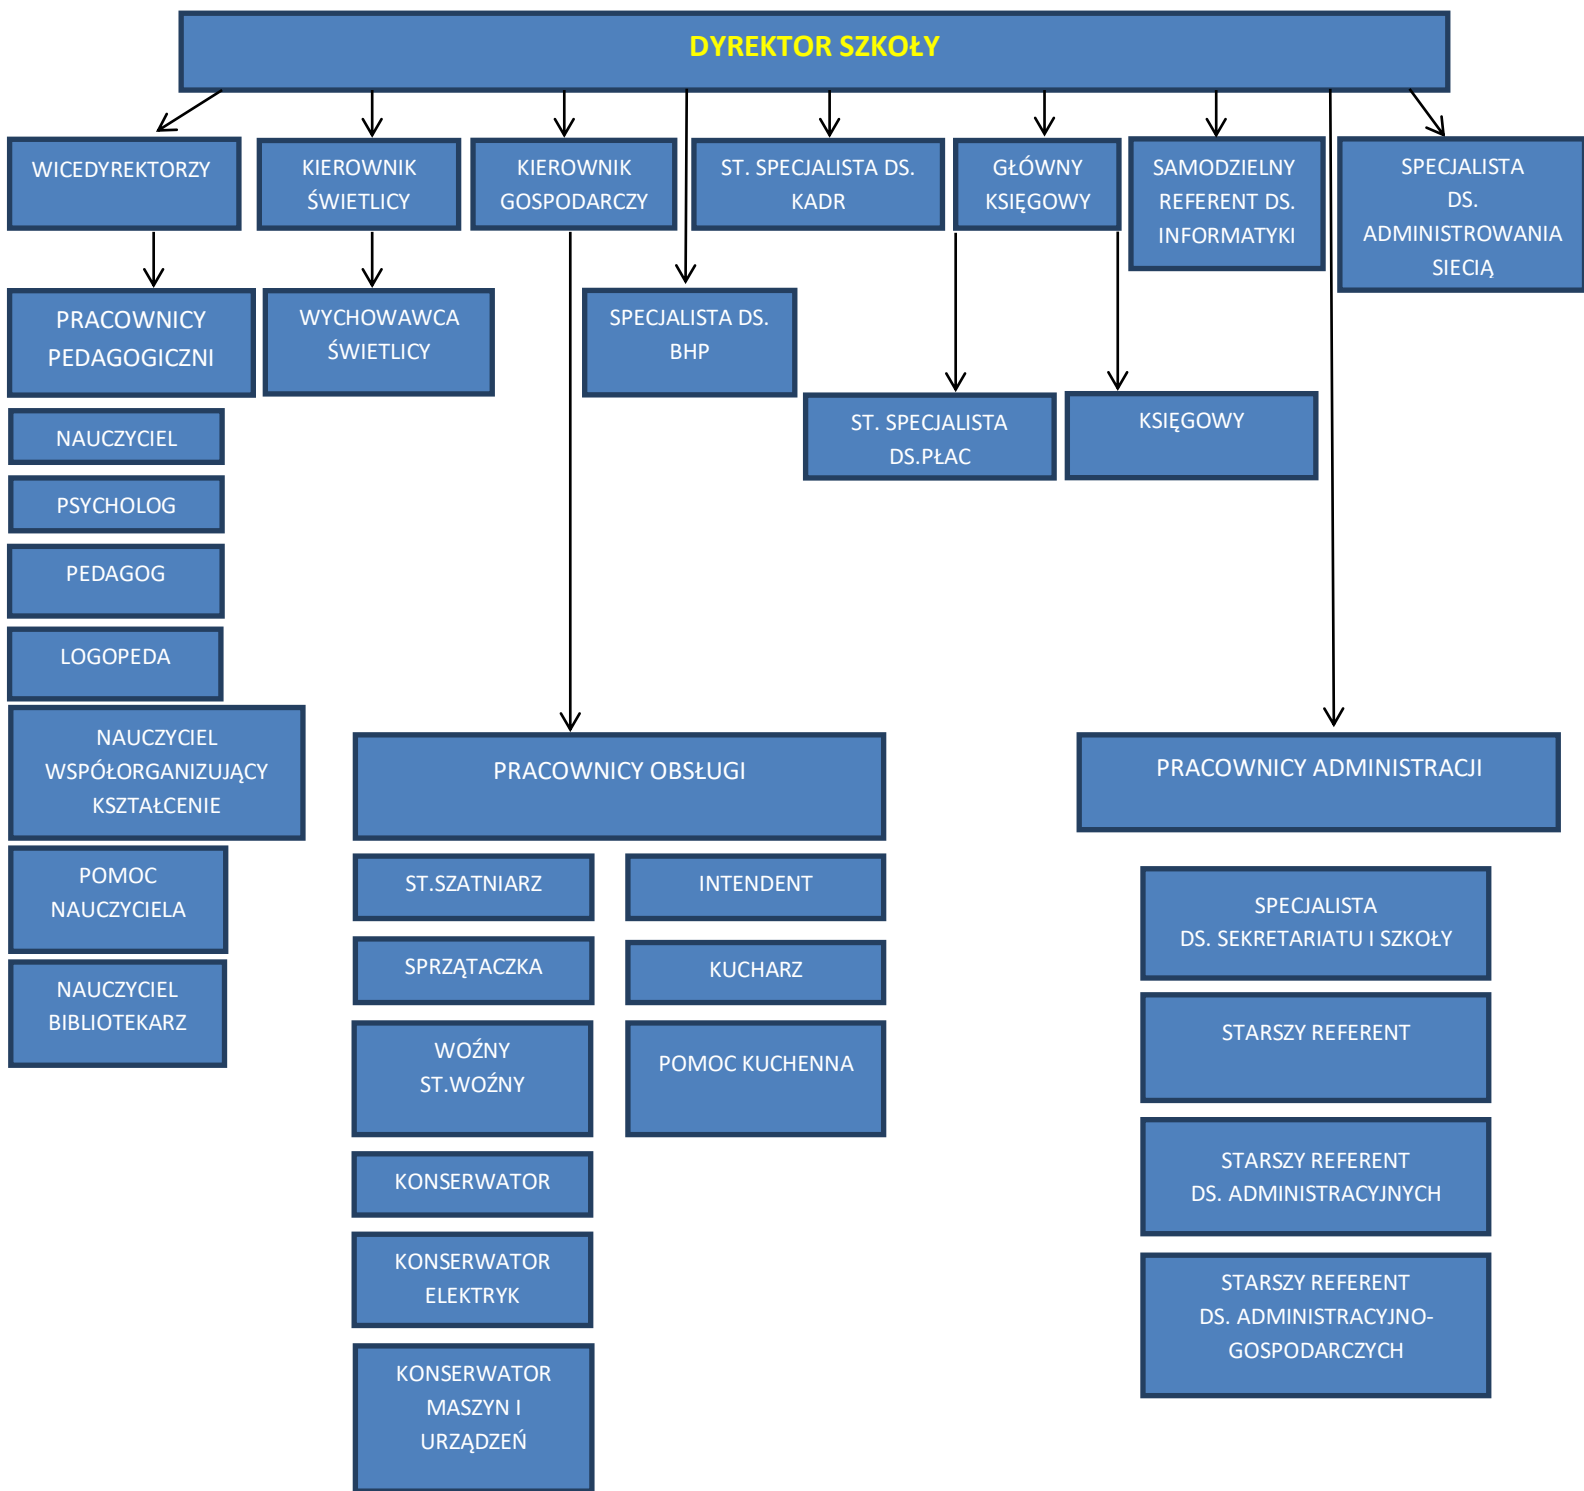 DYREKTOR SZKOŁY
WICEDYREKTORZY
KIEROWNIK
ŚWIETLICY
KIEROWNIK
GOSPODARCZY
ST. SPECJALISTA DS.
KADR
GŁÓWNY
KSIĘGOWY
SAMODZIELNY
REFERENT DS.
INFORMATYKI
SPECJALISTA
DS.
ADMINISTROWANIA
SIECIĄ
PRACOWNICY
PEDAGOGICZNI
WYCHOWAWCA
ŚWIETLICY
SPECJALISTA DS.
BHP
ST. SPECJALISTA
DS.PŁAC
KSIĘGOWY
NAUCZYCIEL
PSYCHOLOG
PEDAGOG
LOGOPEDA
NAUCZYCIEL
WSPÓŁORGANIZUJĄCY
KSZTAŁCENIE
POMOC
NAUCZYCIELA
NAUCZYCIEL
BIBLIOTEKARZ
PRACOWNICY OBSŁUGI
ST.SZATNIARZ
SPRZĄTACZKA
WOŹNY
ST.WOŹNY
KONSERWATOR
KONSERWATOR
ELEKTRYK
KONSERWATOR
MASZYN I
URZĄDZEŃ
INTENDENT
KUCHARZ
POMOC KUCHENNA
PRACOWNICY ADMINISTRACJI
SPECJALISTA
DS. SEKRETARIATU I SZKOŁY
STARSZY REFERENT
STARSZY REFERENT
DS. ADMINISTRACYJNYCH
STARSZY REFERENT
DS. ADMINISTRACYJNO-
GOSPODARCZYCH